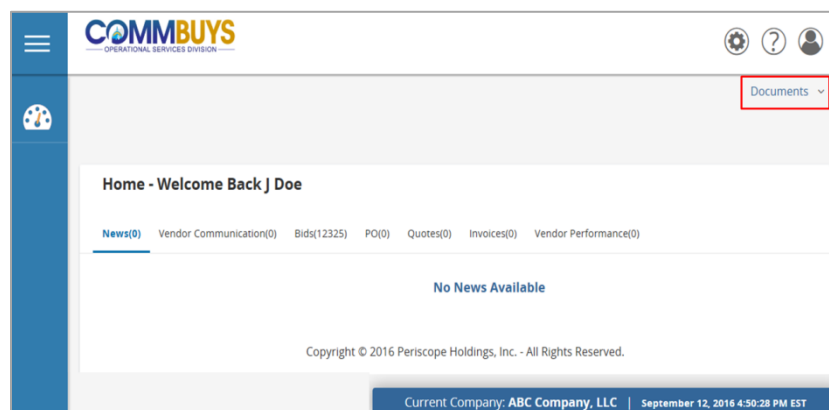 COMMBUYS
OPERATIONAL SERVICES DIVISION
?
Documents
Home - Welcome Back J Doe
News(0) Vendor Communication(0) Bids(12325) PO(0) Quotes(0) Invoices(0) Vendor Performance(0)
No News Available
Copyright © 2016 Periscope Holdings, Inc. - All Rights Reserved.
Current Company: ABC Company, LLC | September 12, 2016 4:50:28 PM EST